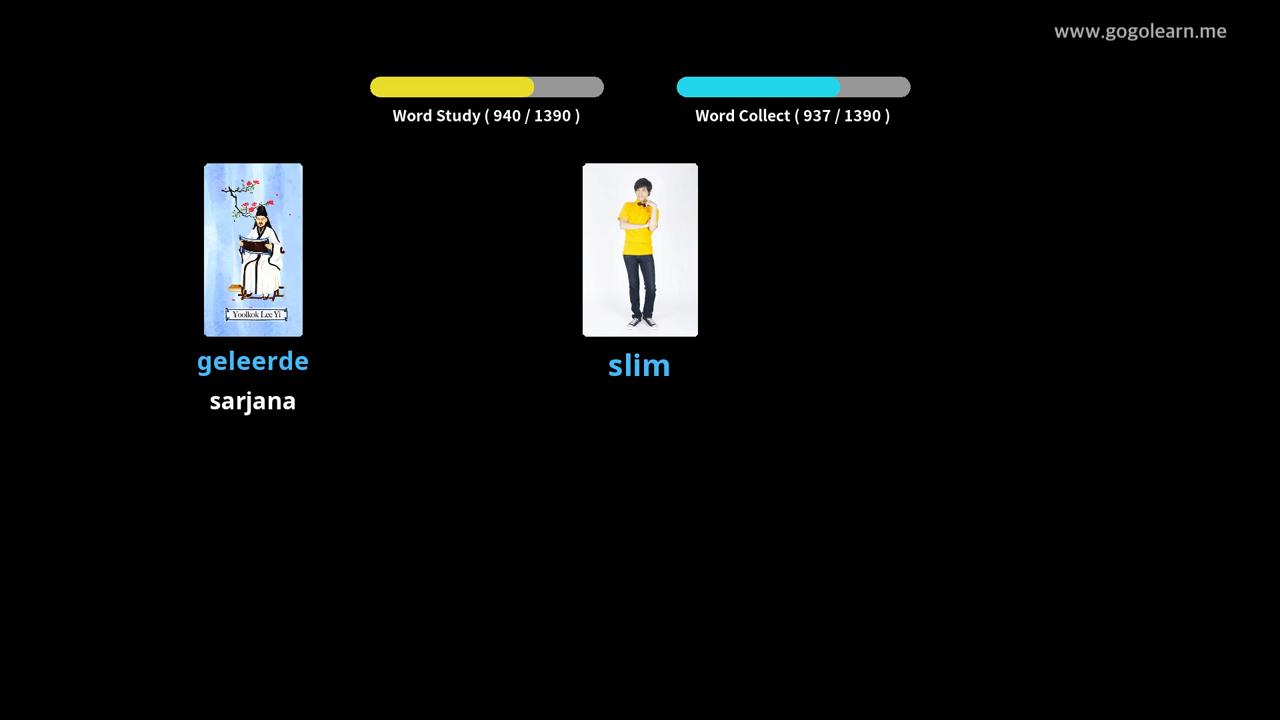 www.gogolearn.me
Word Study ( 940 / 1390 )
Word Collect ( 937 / 1390 )
Yoolkok Lee Yi
geleerde
sarjana
slim